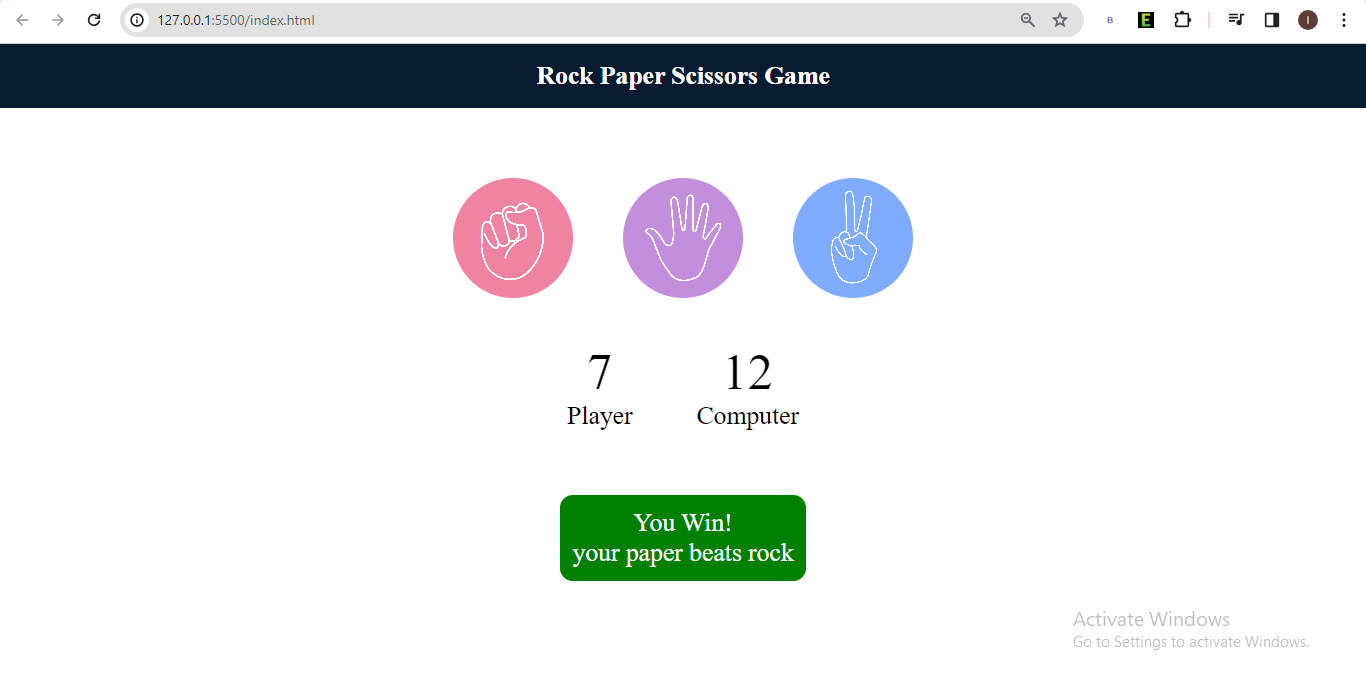 127.0.0.1:5500/index.html
B
E
I
Rock Paper Scissors Game
7
12
Player
Computer
You Win!
your paper beats rock
Activate Windows
Go to Settings to activate Windows.